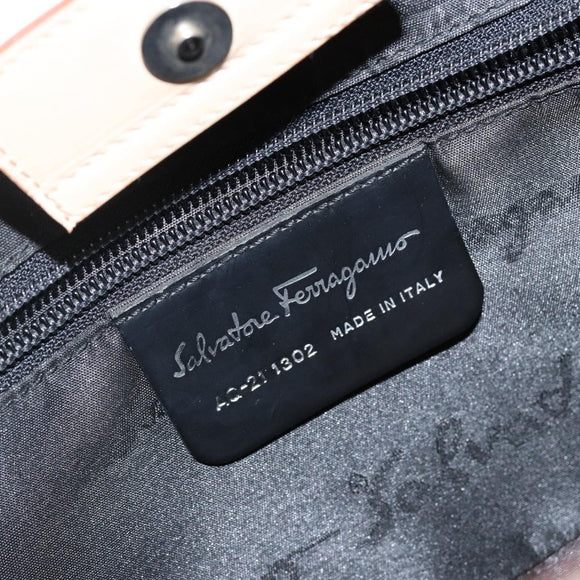 Salvatore Ferragamo
AQ-21 1302 MADE IN ITALY